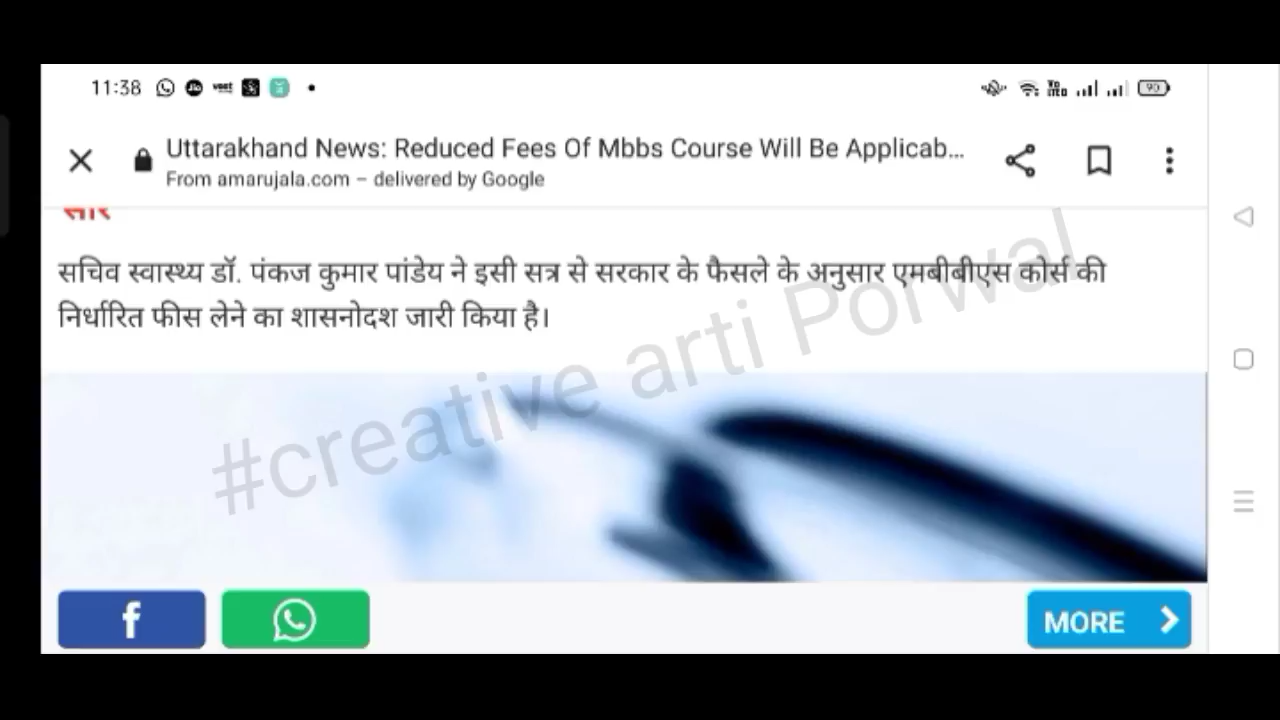 11:38
90
Uttarakhand News: Reduced Fees Of Mbbs Course Will Be Applicab...
From amarujala.com – delivered by Google
सार
सचिव स्वास्थ्य डॉ. पंकज कुमार पांडेय ने इसी सत्र से सरकार के फैसले के अनुसार एमबीबीएस कोर्स की
निर्धारित फीस लेने का शासनोदश जारी किया है।
#creative arti Porwal
MORE